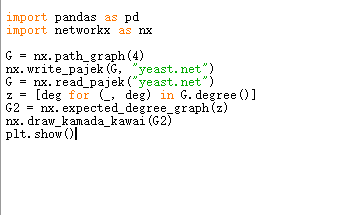 import pandas as pd
import networkx as nx
G = nx.path_graph(4)
nx.write_pajek(G, "yeast.net")
G = nx.read_pajek("yeast.net")
z = [deg for (_, deg) in G.degree()]
G2 = nx.expected_degree_graph(z)
nx.draw_kamada_kawai(G2)
plt.show()